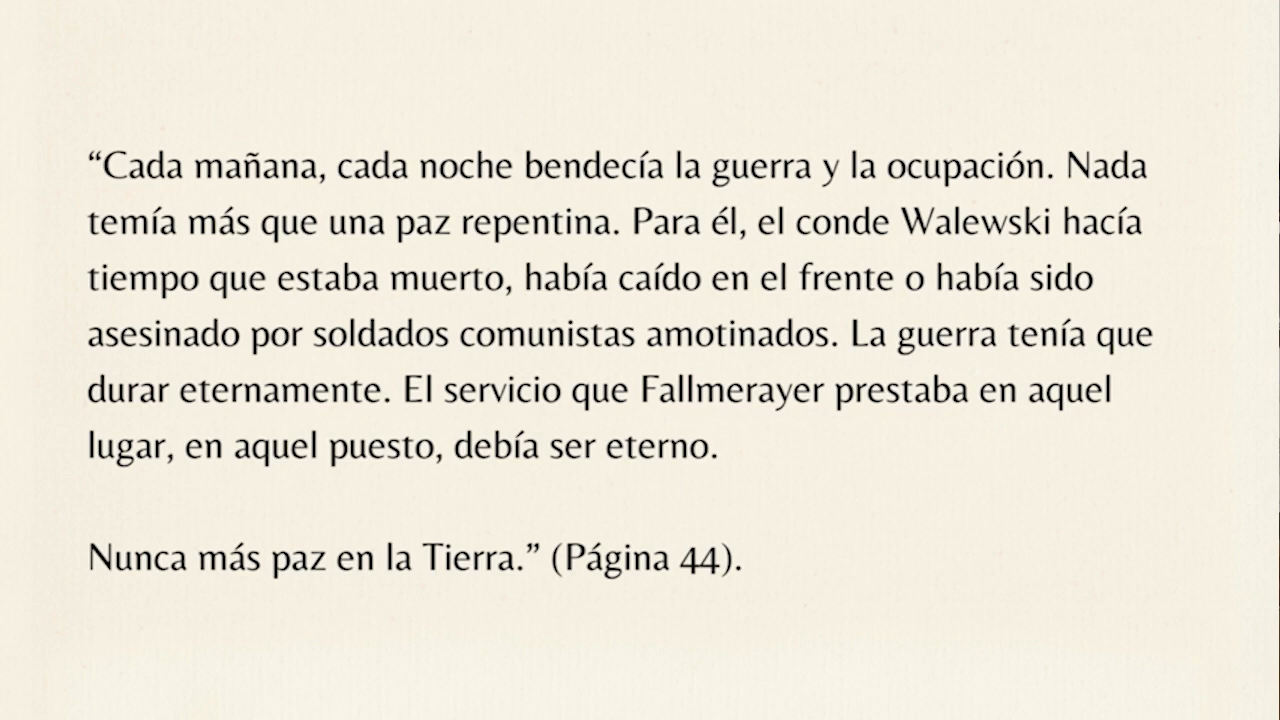 “Cada mañana, cada noche bendecía la guerra y la ocupación. Nada
temía más que una paz repentina. Para él, el conde Walewski hacía
tiempo que estaba muerto, había caído en el frente o había sido
asesinado por soldados comunistas amotinados. La guerra tenía que
durar eternamente. El servicio que Fallmerayer prestaba en aquel
lugar, en aquel puesto, debía ser eterno.
Nunca más paz en la Tierra.” (Página 44).